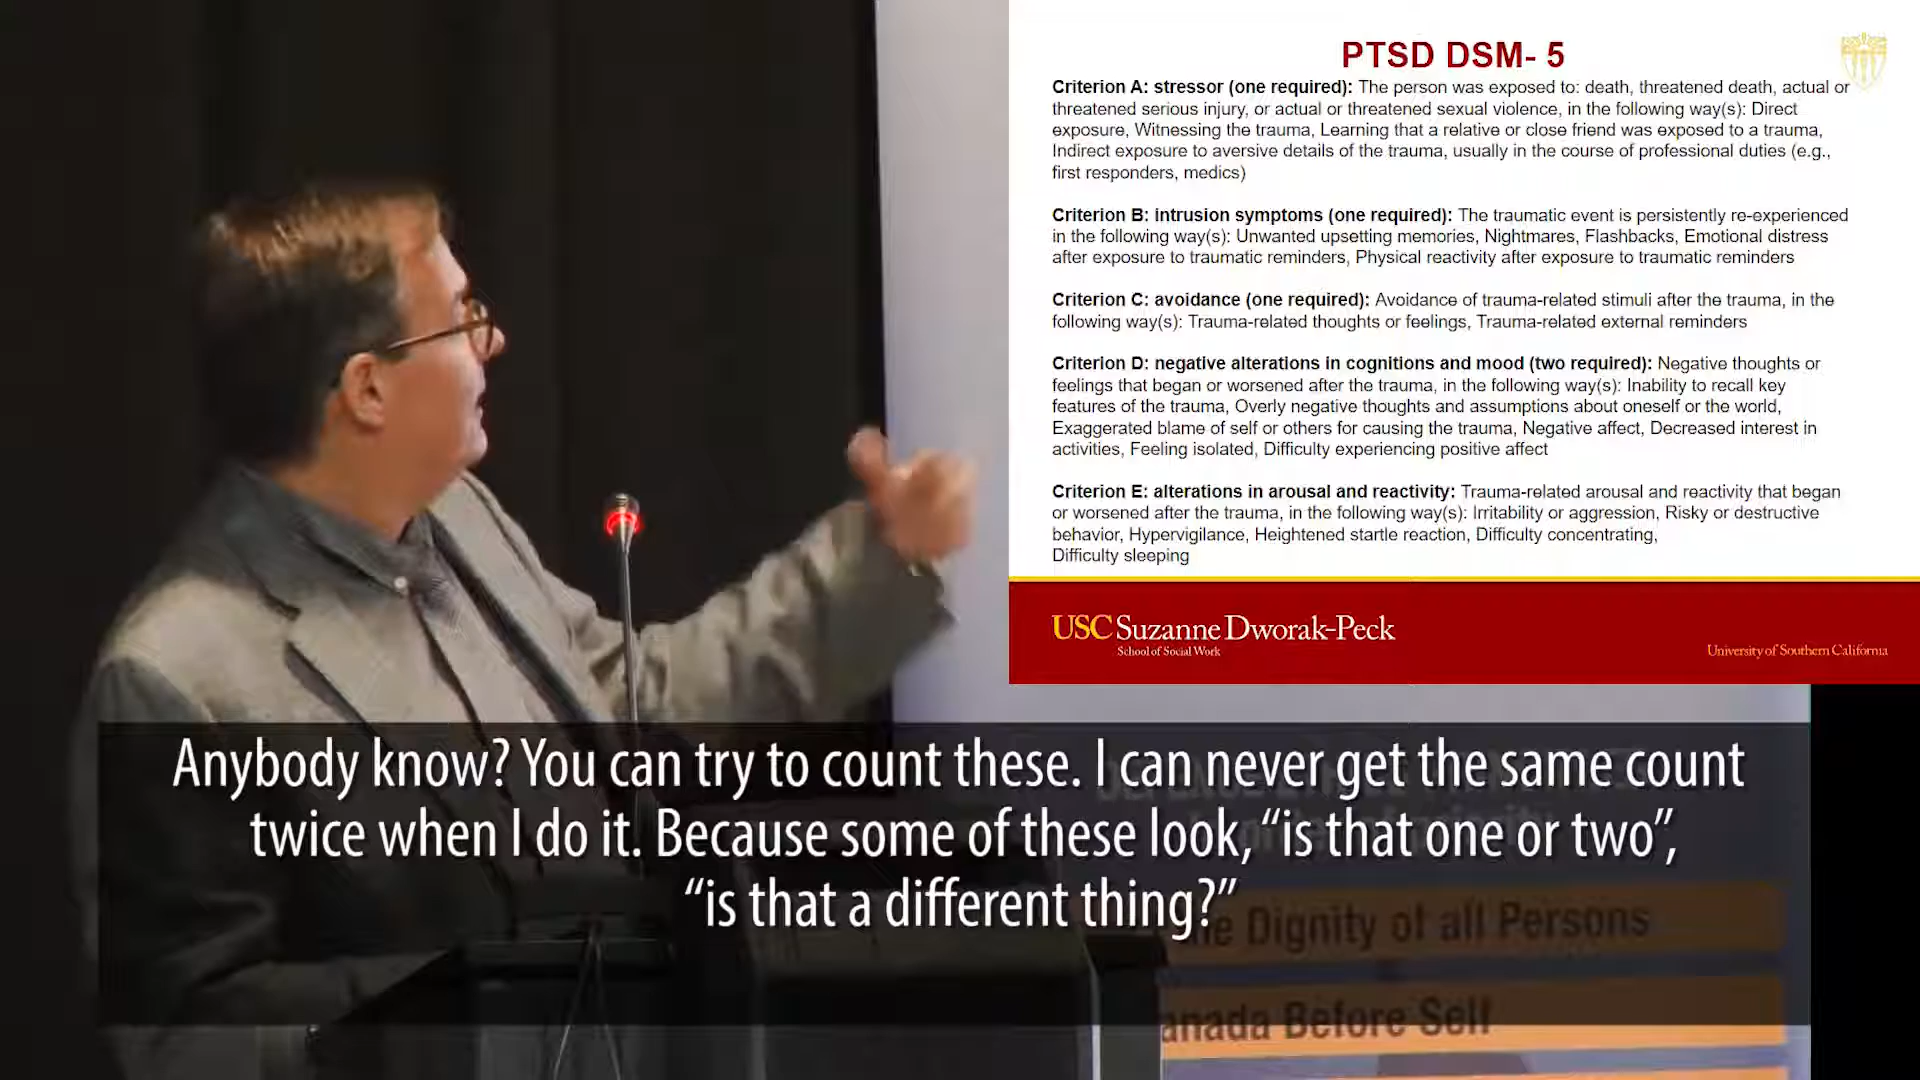 PTSD DSM- 5
Criterion A: stressor (one required): The person was exposed to: death, threatened death, actual or
threatened serious injury, or actual or threatened sexual violence, in the following way(s): Direct
exposure, Witnessing the trauma, Learning that a relative or close friend was exposed to a trauma,
Indirect exposure to aversive details of the trauma, usually in the course of professional duties (e.g.,
first responders, medics)
Criterion B: intrusion symptoms (one required): The traumatic event is persistently re-experienced
in the following way(s): Unwanted upsetting memories, Nightmares, Flashbacks, Emotional distress
after exposure to traumatic reminders, Physical reactivity after exposure to traumatic reminders
Criterion C: avoidance (one required): Avoidance of trauma-related stimuli after the trauma, in the
following way(s): Trauma-related thoughts or feelings, Trauma-related external reminders
Criterion D: negative alterations in cognitions and mood (two required): Negative thoughts or
feelings that began or worsened after the trauma, in the following way(s): Inability to recall key
features of the trauma, Overly negative thoughts and assumptions about oneself or the world,
Exaggerated blame of self or others for causing the trauma, Negative affect, Decreased interest in
activities, Feeling isolated, Difficulty experiencing positive affect
Criterion E: alterations in arousal and reactivity: Trauma-related arousal and reactivity that began
or worsened after the trauma, in the following way(s): Irritability or aggression, Risky or destructive
behavior, Hypervigilance, Heightened startle reaction, Difficulty concentrating,
Difficulty sleeping
USC Suzanne Dworak-Peck
School of Social Work
University of Southern California
Anybody know? You can try to count these. I can never get the same count
twice when I do it. Because some of these look, “is that one or two”,
“is that a different thing?”
Dignity of all Persons
Before Self